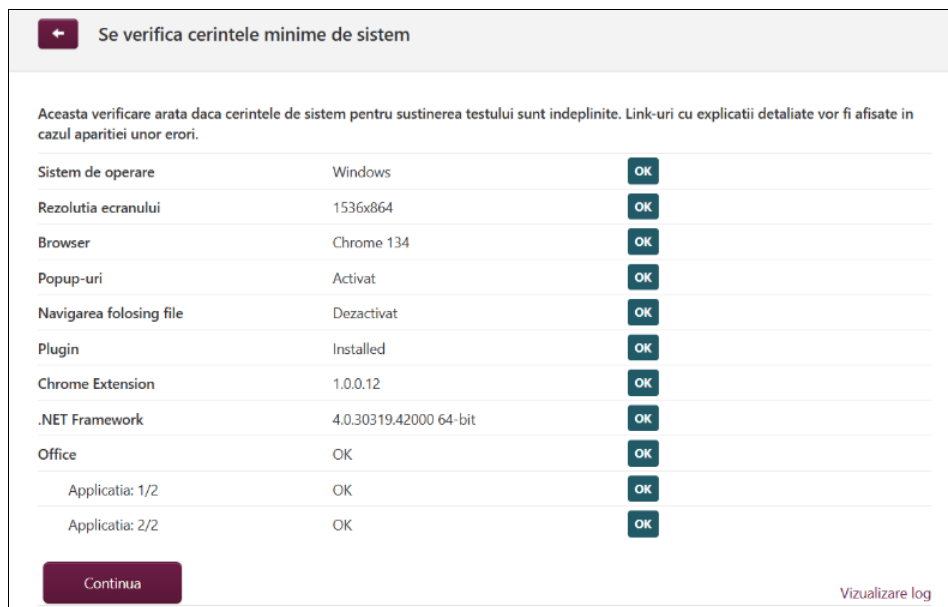 Se verifica cerintele minime de sistem
Aceasta verificare arata daca cerintele de sistem pentru sustinerea testului sunt indeplinite. Link-uri cu explicatii detaliate vor fi afisate in
cazul aparitiei unor erori.
Sistem de operare Windows OK
Rezolutia ecranului 1536x864 OK
Browser Chrome 134 OK
Popup-uri Activat OK
Navigarea folosing file Dezactivat OK
Plugin Installed OK
Chrome Extension 1.0.0.12 OK
.NET Framework 4.0.30319.42000 64-bit OK
Office OK OK
Applicatia: 1/2 OK OK
Applicatia: 2/2 OK OK
Continua
Vizualizare log